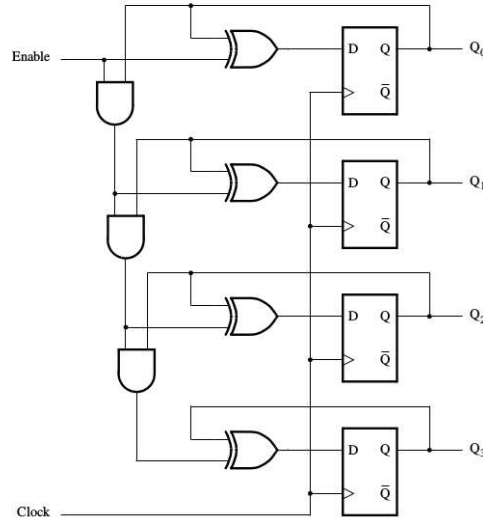 D Q Q₀
Enable
Q̅
D Q Q₁
Q̅
D Q Q₂
Q̅
D Q Q₃
Q̅
Clock